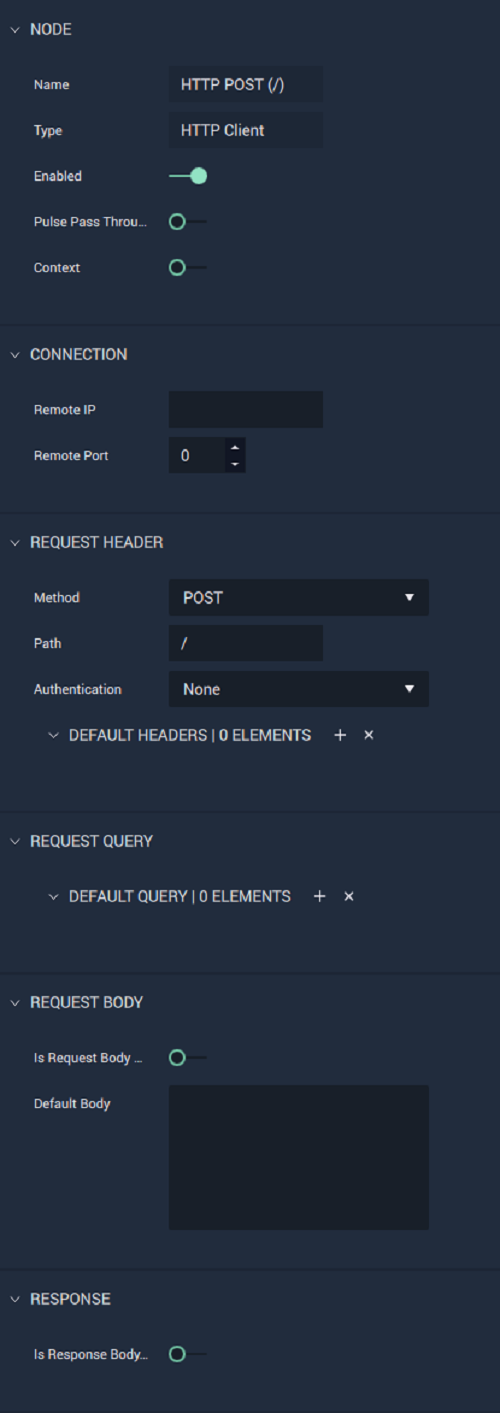 NODE
Name HTTP POST (/)
Type HTTP Client
Enabled
Pulse Pass Throu...
Context
CONNECTION
Remote IP
Remote Port 0
REQUEST HEADER
Method POST
Path /
Authentication None
DEFAULT HEADERS | 0 ELEMENTS + ×
REQUEST QUERY
DEFAULT QUERY | 0 ELEMENTS + ×
REQUEST BODY
Is Request Body ...
Default Body
RESPONSE
Is Response Body...